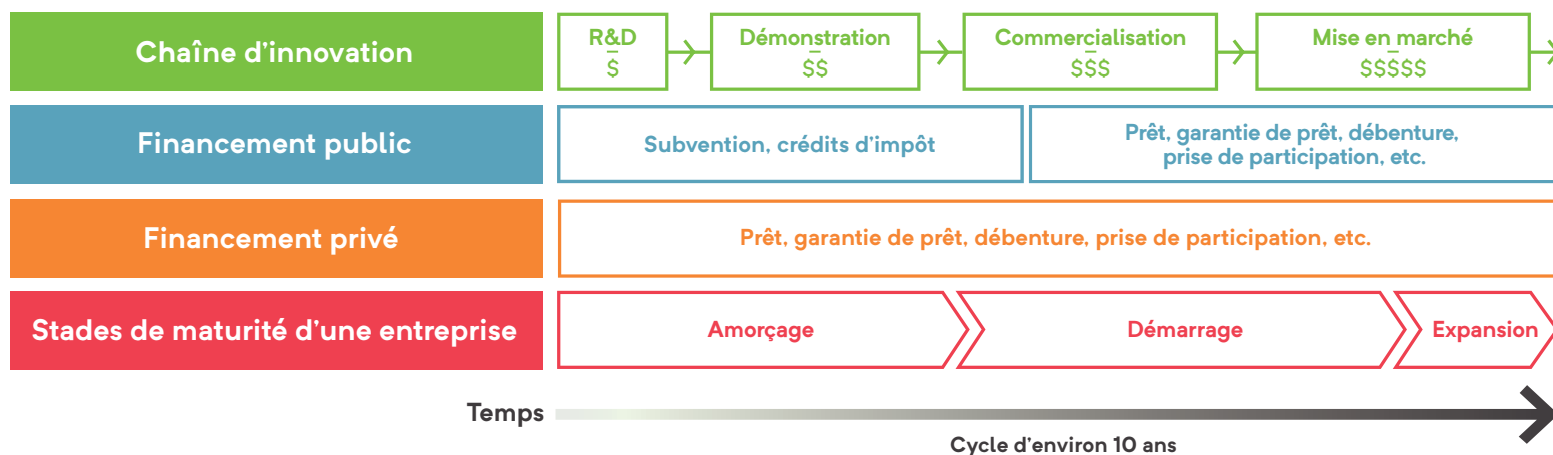 Chaîne d'innovation
R&D
$
Démonstration
$$
Commercialisation
$$$
Mise en marché
$$$$$
Financement public
Subvention, crédits d'impôt
Prêt, garantie de prêt, débenture,
prise de participation, etc.
Financement privé
Prêt, garantie de prêt, débenture, prise de participation, etc.
Stades de maturité d'une entreprise
Amorçage
Démarrage
Expansion
Temps
Cycle d'environ 10 ans